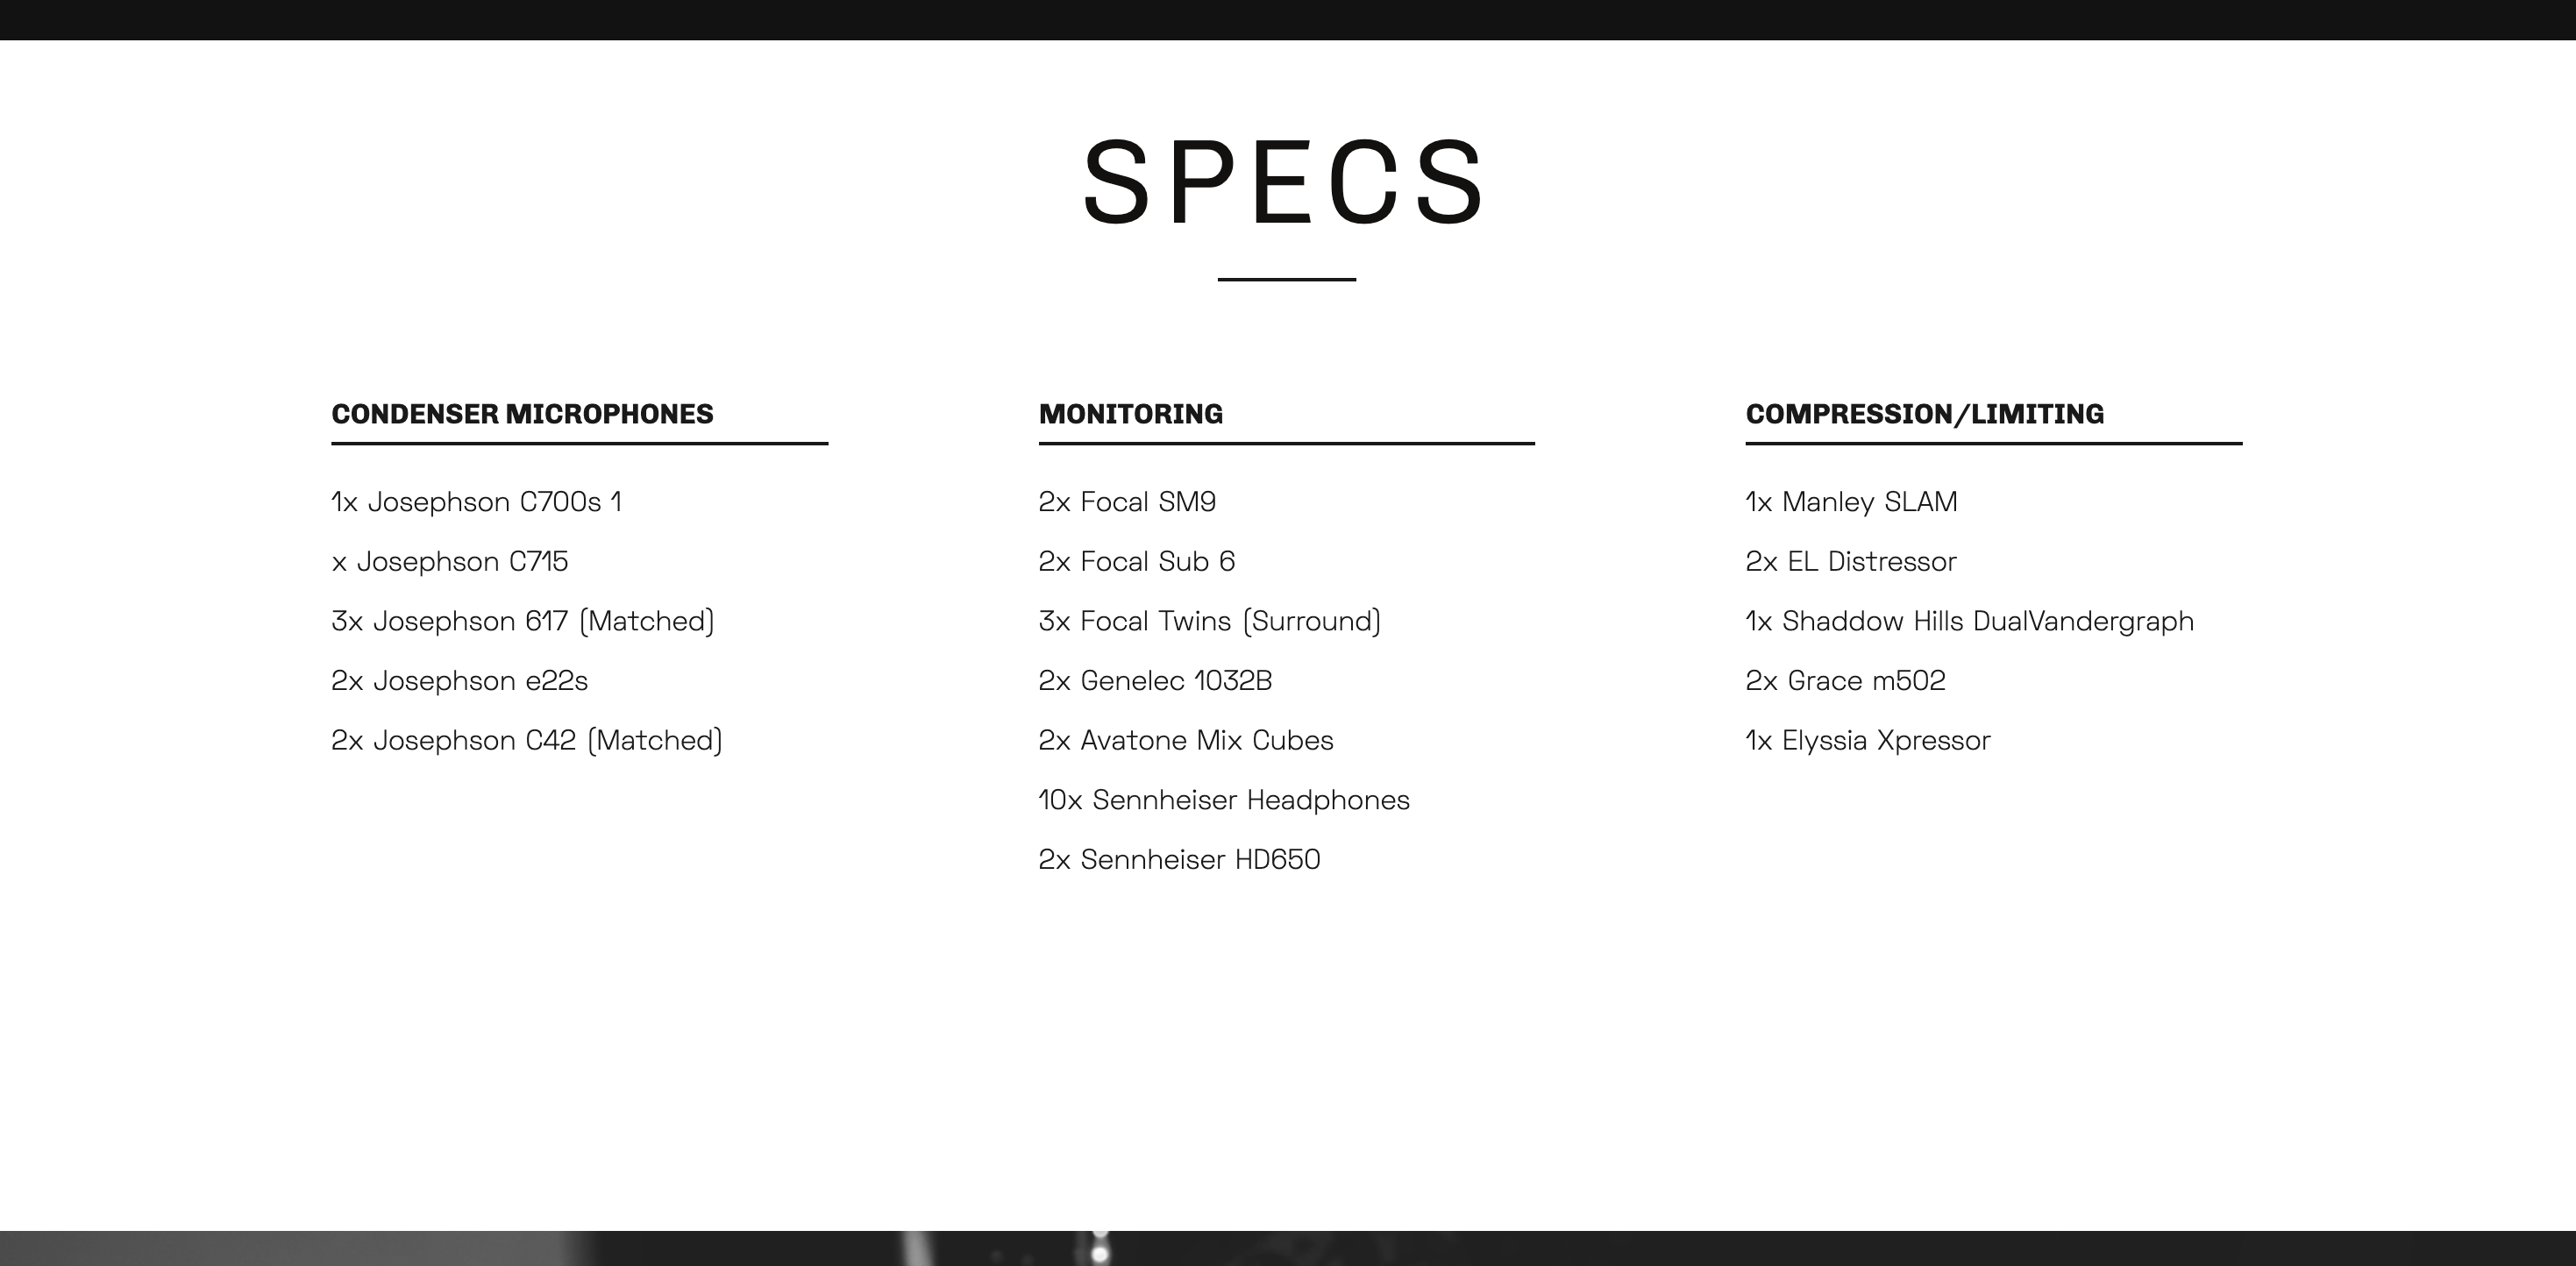 SPECS
CONDENSER MICROPHONES
1x Josephson C700s 1
x Josephson C715
3x Josephson 617 (Matched)
2x Josephson e22s
2x Josephson C42 (Matched)
MONITORING
2x Focal SM9
2x Focal Sub 6
3x Focal Twins (Surround)
2x Genelec 1032B
2x Avatone Mix Cubes
10x Sennheiser Headphones
2x Sennheiser HD650
COMPRESSION/LIMITING
1x Manley SLAM
2x EL Distressor
1x Shaddow Hills DualVandergraph
2x Grace m502
1x Elyssia Xpressor